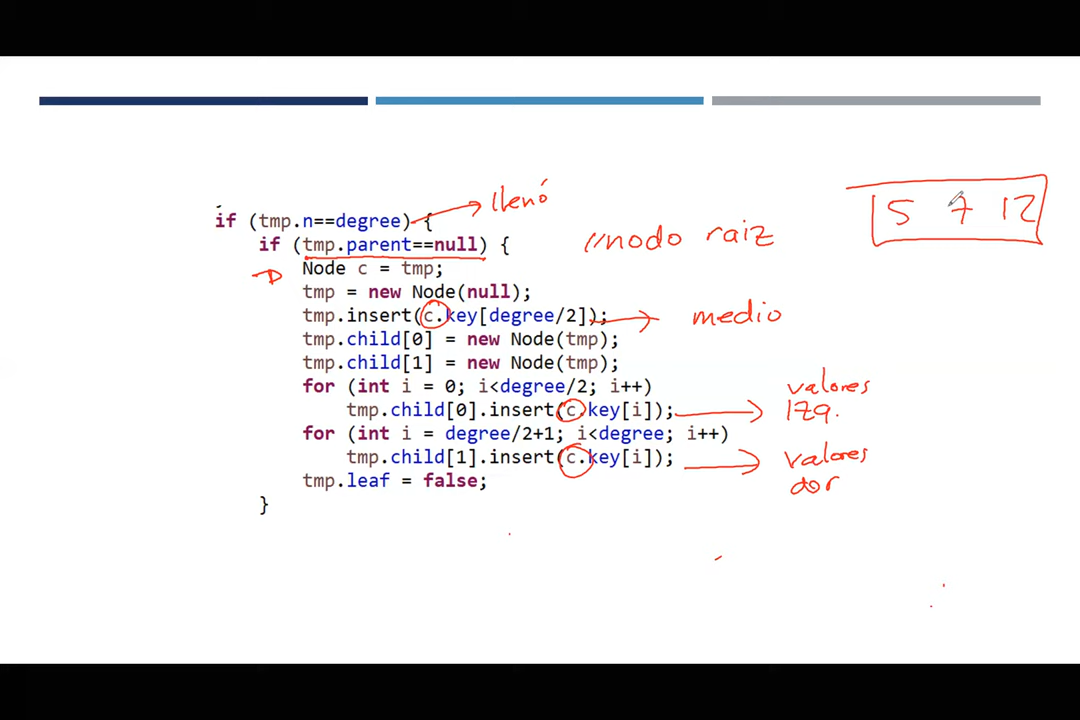 if (tmp.n==degree) { llenó
if (tmp.parent==null) { //nodo raiz
Node c = tmp;
tmp = new Node(null);
tmp.insert(c.key[degree/2]); medio
tmp.child[0] = new Node(tmp);
tmp.child[1] = new Node(tmp);
for (int i = 0; i<degree/2; i++)
tmp.child[0].insert(c.key[i]); valores
izq.
for (int i = degree/2+1; i<degree; i++)
tmp.child[1].insert(c.key[i]); valores
der
tmp.leaf = false;
}
5 7 12